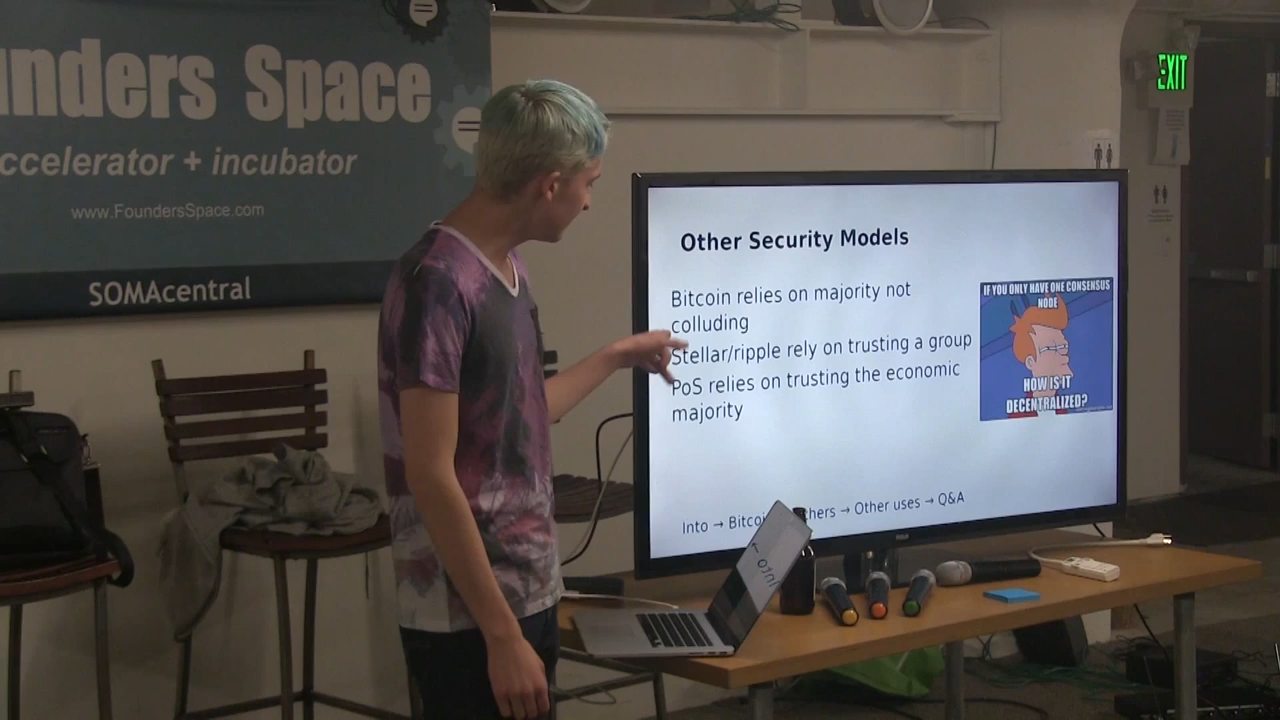 unders Space
ccelerator + incubator
www.FoundersSpace.com
SOMAcentral
EXIT
Other Security Models
Bitcoin relies on majority not
colluding
Stellar/ripple rely on trusting a group
PoS relies on trusting the economic
majority
IF YOU ONLY HAVE ONE CONSENSUS
NODE
HOW IS IT
DECENTRALIZED?
Into → Bitcoi hers → Other uses → Q&A